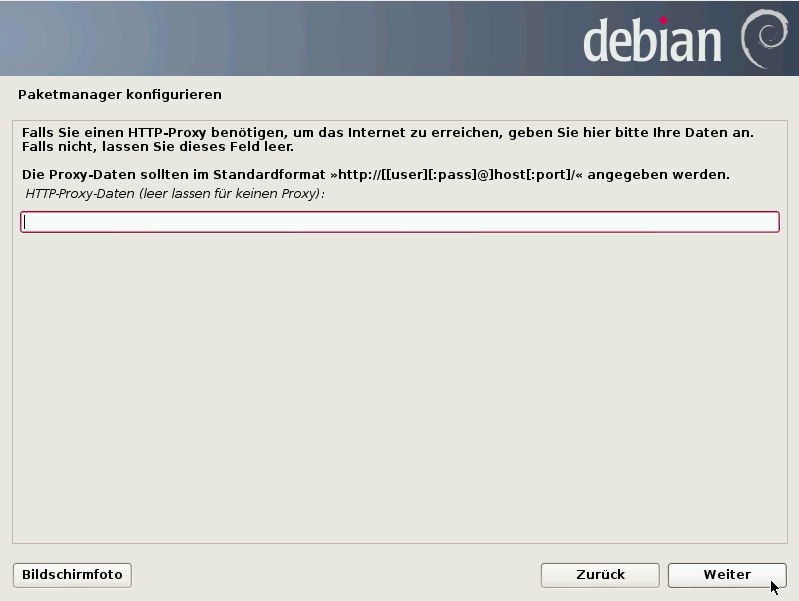 debian
Paketmanager konfigurieren
Falls Sie einen HTTP-Proxy benötigen, um das Internet zu erreichen, geben Sie hier bitte Ihre Daten an.
Falls nicht, lassen Sie dieses Feld leer.
Die Proxy-Daten sollten im Standardformat »http://[[user][:pass]@]host[:port]/« angegeben werden.
HTTP-Proxy-Daten (leer lassen für keinen Proxy):
Bildschirmfoto
Zurück
Weiter